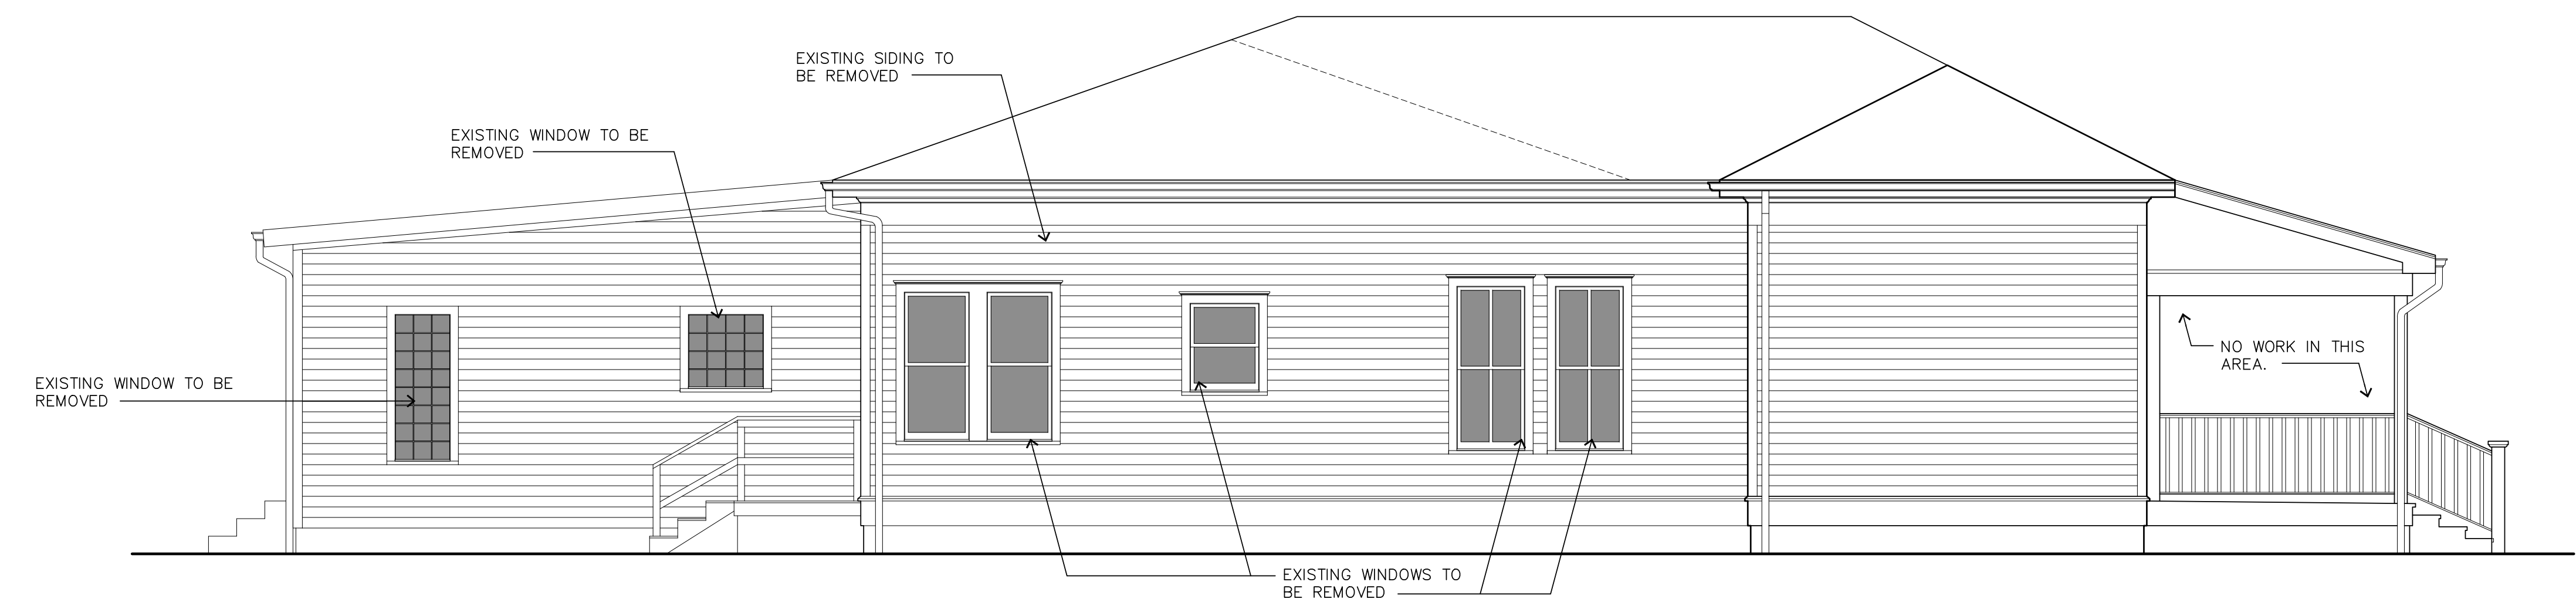 EXISTING SIDING TO
BE REMOVED
EXISTING WINDOW TO BE
REMOVED
EXISTING WINDOW TO BE
REMOVED
NO WORK IN THIS
AREA.
EXISTING WINDOWS TO
BE REMOVED